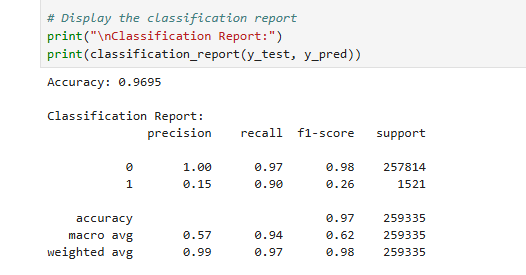 # Display the classification report
print("\nClassification Report:")
print(classification_report(y_test, y_pred))
Accuracy: 0.9695
Classification Report:
precision recall f1-score support
0 1.00 0.97 0.98 257814
1 0.15 0.90 0.26 1521
accuracy 0.97 259335
macro avg 0.57 0.94 0.62 259335
weighted avg 0.99 0.97 0.98 259335